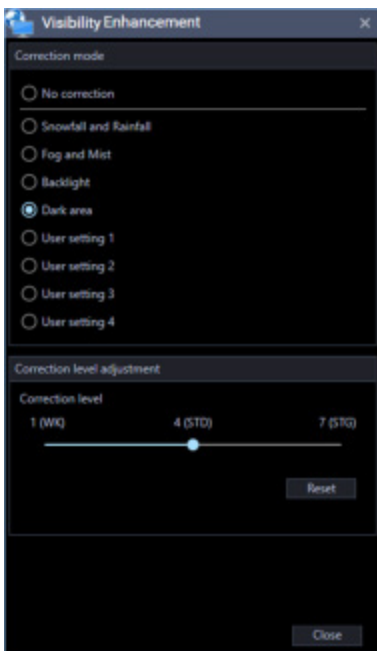 Visibility Enhancement
Correction mode
No correction
Snowfall and Rainfall
Fog and Mist
Backlight
Dark area
User setting 1
User setting 2
User setting 3
User setting 4
Correction level adjustment
Correction level
1 (WK) 4 (STD) 7 (STG)
Reset
Close